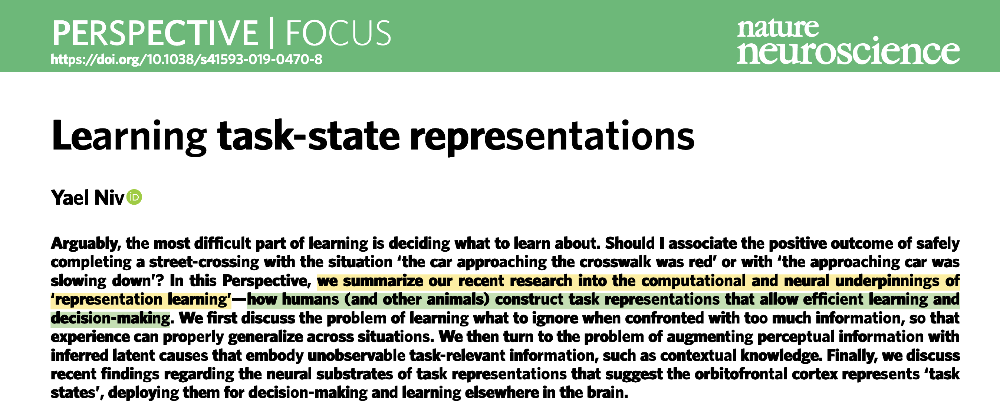 PERSPECTIVE | FOCUS
https://doi.org/10.1038/s41593-019-0470-8
nature
neuroscience
Learning task-state representations
Yael Niv iD
Arguably, the most difficult part of learning is deciding what to learn about. Should I associate the positive outcome of safely
completing a street-crossing with the situation ‘the car approaching the crosswalk was red’ or with ‘the approaching car was
slowing down’? In this Perspective, we summarize our recent research into the computational and neural underpinnings of
‘representation learning’—how humans (and other animals) construct task representations that allow efficient learning and
decision-making. We first discuss the problem of learning what to ignore when confronted with too much information, so that
experience can properly generalize across situations. We then turn to the problem of augmenting perceptual information with
inferred latent causes that embody unobservable task-relevant information, such as contextual knowledge. Finally, we discuss
recent findings regarding the neural substrates of task representations that suggest the orbitofrontal cortex represents ‘task
states’, deploying them for decision-making and learning elsewhere in the brain.